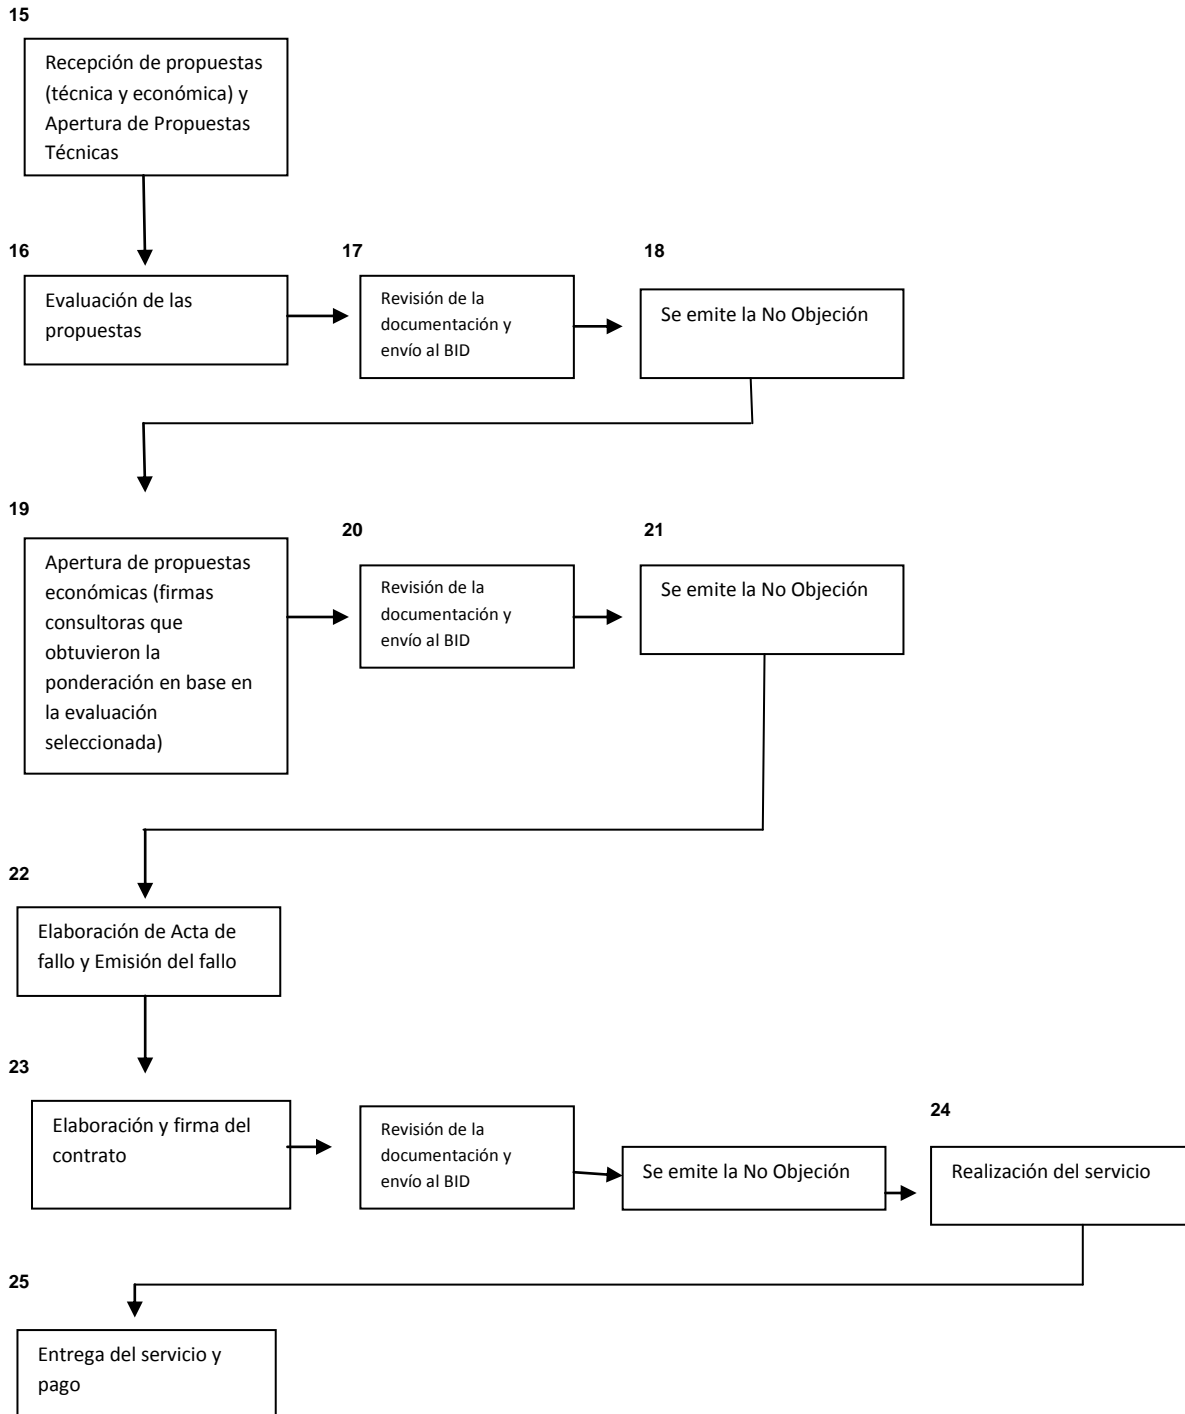 15
Recepción de propuestas
(técnica y económica) y
Apertura de Propuestas
Técnicas
16
Evaluación de las
propuestas
17
Revisión de la
documentación y
envío al BID
18
Se emite la No Objeción
19
Apertura de propuestas
económicas (firmas
consultoras que
obtuvieron la
ponderación en base en
la evaluación
seleccionada)
20
Revisión de la
documentación y
envío al BID
21
Se emite la No Objeción
22
Elaboración de Acta de
fallo y Emisión del fallo
23
Elaboración y firma del
contrato
Revisión de la
documentación y
envío al BID
Se emite la No Objeción
24
Realización del servicio
25
Entrega del servicio y
pago